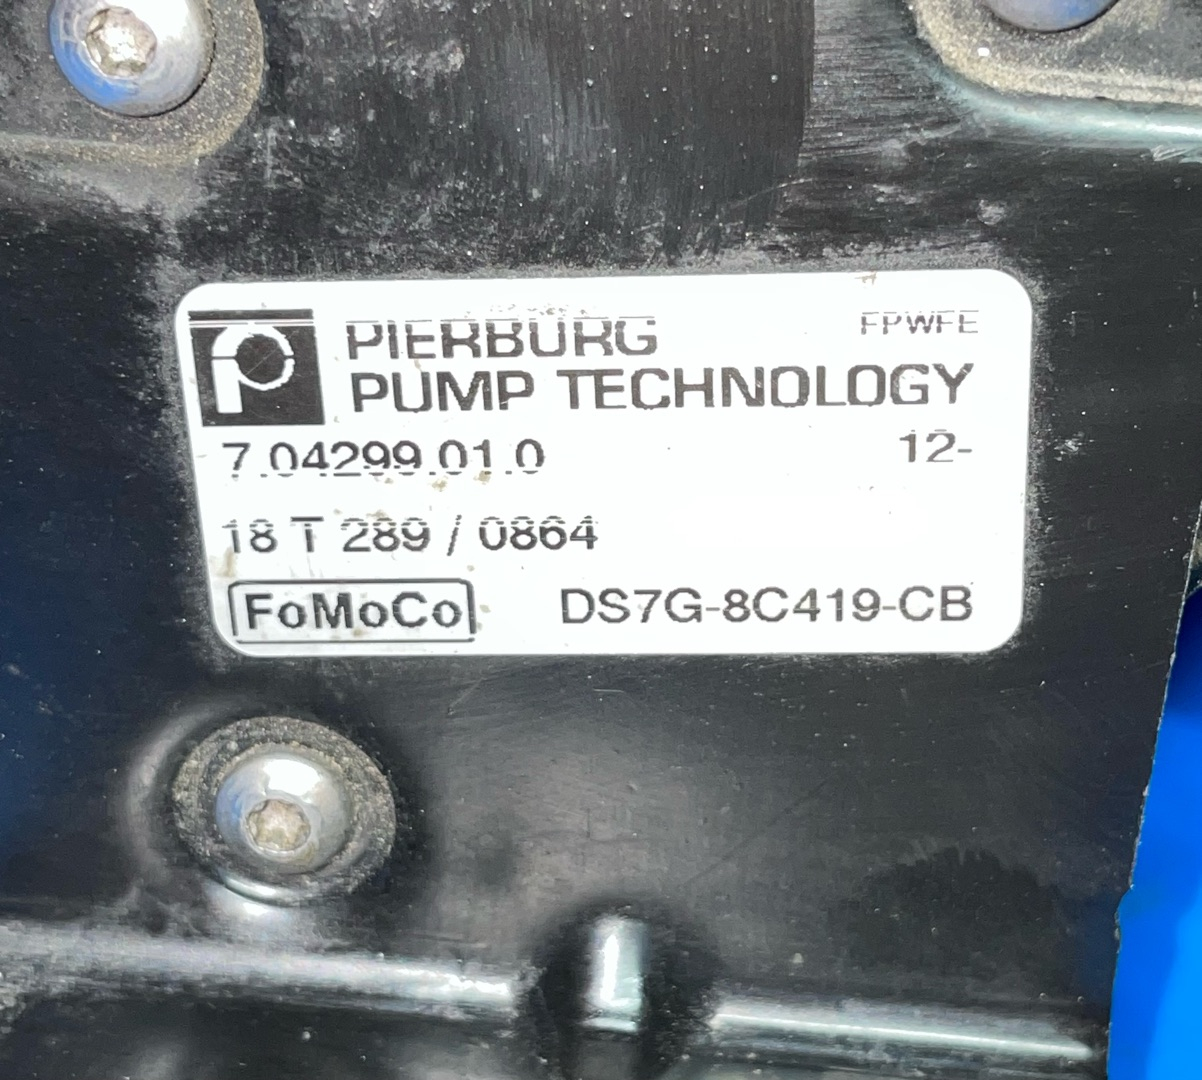 PIERBURG FPWFE
PUMP TECHNOLOGY
7.04299.01.0 12-
18 T 289 / 0864
FoMoCo DS7G-8C419-CB